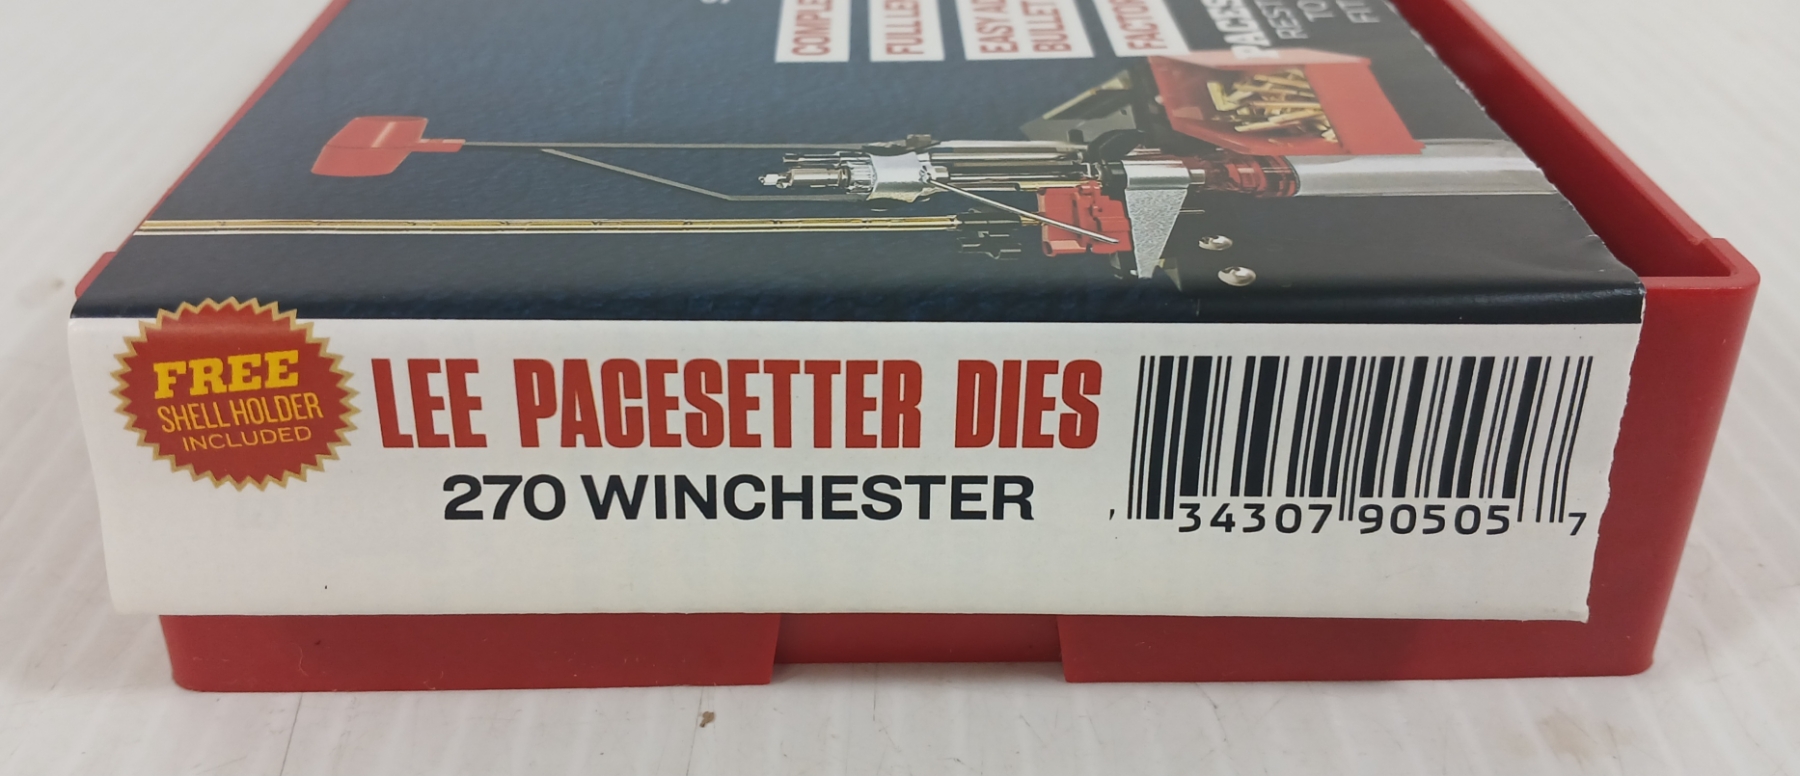 FREE
SHELL HOLDER
INCLUDED
LEE PACESETTER DIES
270 WINCHESTER
34307 90505 7